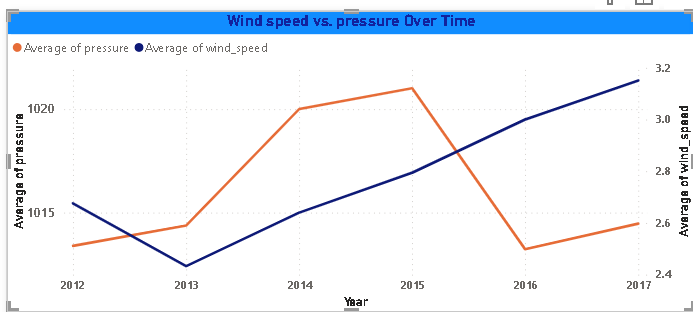 Wind speed vs. pressure Over Time
Average of pressure Average of wind_speed
3.2
1020
3.0
2.8
1015
2.6
2.4
Average of pressure
Average of wind_speed
2012 2013 2014 2015 2016 2017
Year